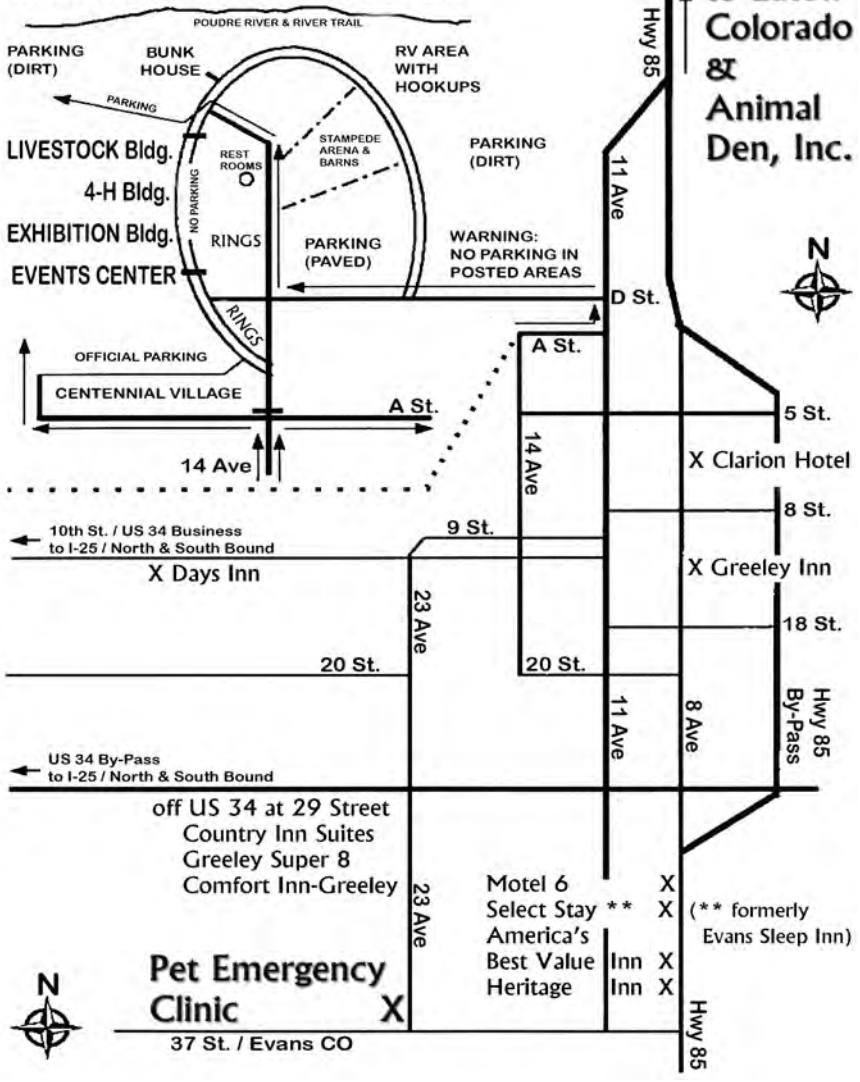 POUDRE RIVER & RIVER TRAIL
PARKING
(DIRT)
BUNK
HOUSE
RV AREA
WITH
HOOKUPS
Hwy 85
Colorado
&
Animal
Den, Inc.
PARKING
LIVESTOCK Bldg.
4-H Bldg.
EXHIBITION Bldg.
EVENTS CENTER
NO PARKING
REST
ROOMS
STAMPEDE
ARENA &
BARNS
PARKING
(DIRT)
11 Ave
RINGS
PARKING
(PAVED)
WARNING:
NO PARKING IN
POSTED AREAS
N
D St.
RINGS
A St.
OFFICIAL PARKING
CENTENNIAL VILLAGE
A St.
5 St.
14 Ave
14 Ave
X Clarion Hotel
8 St.
10th St. / US 34 Business
to I-25 / North & South Bound
9 St.
X Days Inn
X Greeley Inn
23 Ave
18 St.
20 St.
20 St.
11 Ave
8 Ave
Hwy 85
By-Pass
US 34 By-Pass
to I-25 / North & South Bound
off US 34 at 29 Street
Country Inn Suites
Greeley Super 8
Comfort Inn-Greeley
23 Ave
Motel 6 X
Select Stay ** X (** formerly
America's Evans Sleep Inn)
Best Value Inn X
Heritage Inn X
N
Pet Emergency
Clinic X
37 St. / Evans CO
Hwy 85